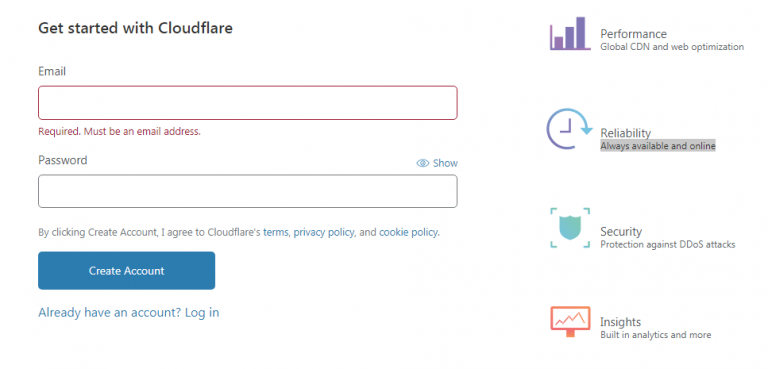 Get started with Cloudflare
Email
Required. Must be an email address.
Password
Show
By clicking Create Account, I agree to Cloudflare's terms, privacy policy, and cookie policy.
Create Account
Already have an account? Log in
Performance
Global CDN and web optimization
Reliability
Always available and online
Security
Protection against DDoS attacks
Insights
Built in analytics and more